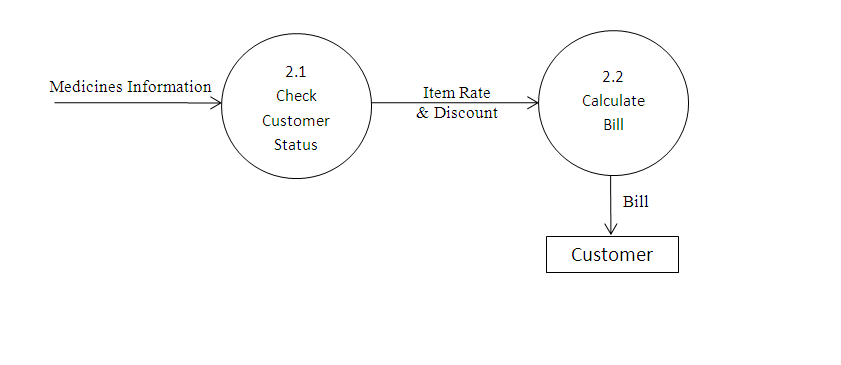 Medicines Information
2.1
Check
Customer
Status
Item Rate
& Discount
2.2
Calculate
Bill
Bill
Customer